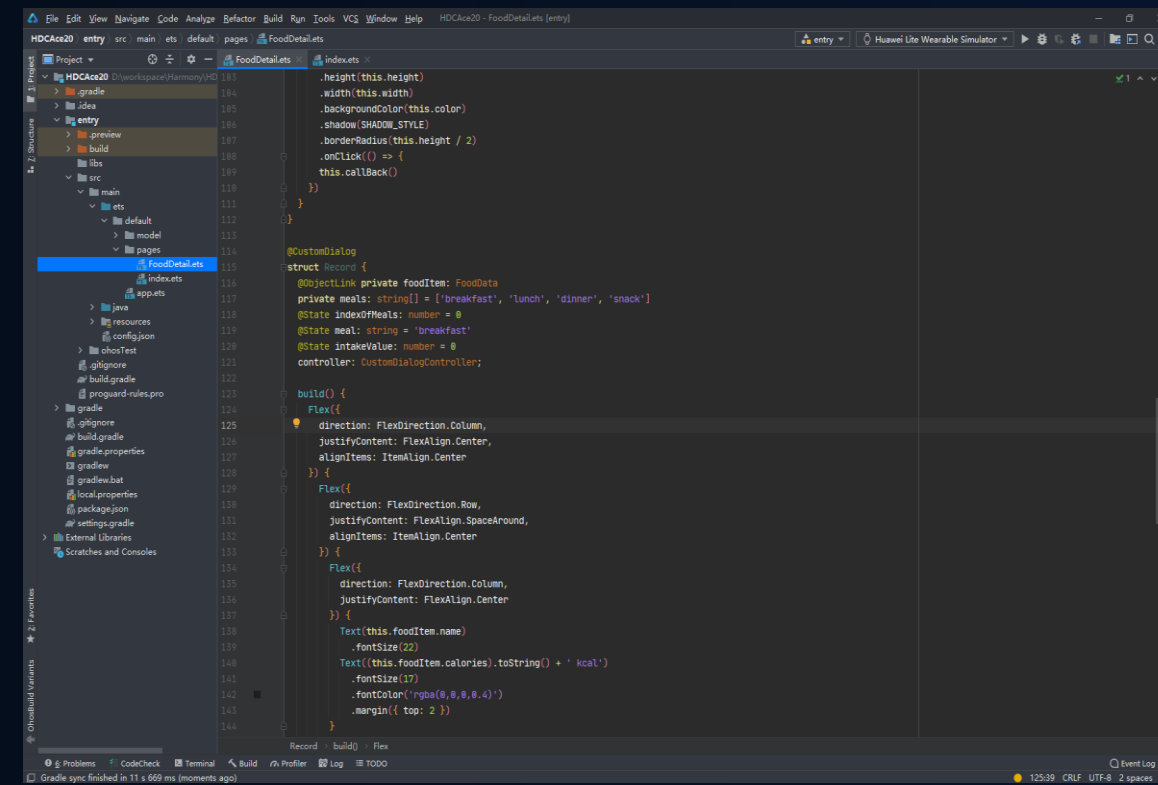 File Edit View Navigate Code Analyze Refactor Build Run Tools VCS Window Help HDCAce20 - FoodDetail.ets [entry]
HDCAce20 entry src main ets default pages FoodDetail.ets entry Huawei Lite Wearable Simulator
Project FoodDetail.ets index.ets
1: Project
7: Structure
2: Favorites
OhosBuild Variants
HDCAce20 D:\workspace\Harmony\HD
.gradle
.idea
entry
.preview
build
libs
src
main
ets
default
model
pages
FoodDetail.ets
index.ets
app.ets
java
resources
config.json
ohosTest
.gitignore
build.gradle
proguard-rules.pro
gradle
.gitignore
build.gradle
gradle.properties
gradlew
gradlew.bat
local.properties
package.json
settings.gradle
External Libraries
Scratches and Consoles
1
103 .height(this.height)
104 .width(this.width)
105 .backgroundColor(this.color)
106 .shadow(SHADOW_STYLE)
107 .borderRadius(this.height / 2)
108 .onClick(() => {
109 this.callBack()
110 })
111 }
112 }
113
114 @CustomDialog
115 struct Record {
116 @ObjectLink private foodItem: FoodData
117 private meals: string[] = ['breakfast', 'lunch', 'dinner', 'snack']
118 @State indexOfMeals: number = 0
119 @State meal: string = 'breakfast'
120 @State intakeValue: number = 0
121 controller: CustomDialogController;
122
123 build() {
124 Flex({
125 direction: FlexDirection.Column,
126 justifyContent: FlexAlign.Center,
127 alignItems: ItemAlign.Center
128 }) {
129 Flex({
130 direction: FlexDirection.Row,
131 justifyContent: FlexAlign.SpaceAround,
132 alignItems: ItemAlign.Center
133 }) {
134 Flex({
135 direction: FlexDirection.Column,
136 justifyContent: FlexAlign.Center
137 }) {
138 Text(this.foodItem.name)
139 .fontSize(22)
140 Text((this.foodItem.calories).toString() + ' kcal')
141 .fontSize(17)
142 .fontColor('rgba(0,0,0,0.4)')
143 .margin({ top: 2 })
144 }
Record build() Flex
6: Problems CodeCheck Terminal Build Profiler Log TODO Event Log
Gradle sync finished in 11 s 669 ms (moments ago) 125:39 CRLF UTF-8 2 spaces